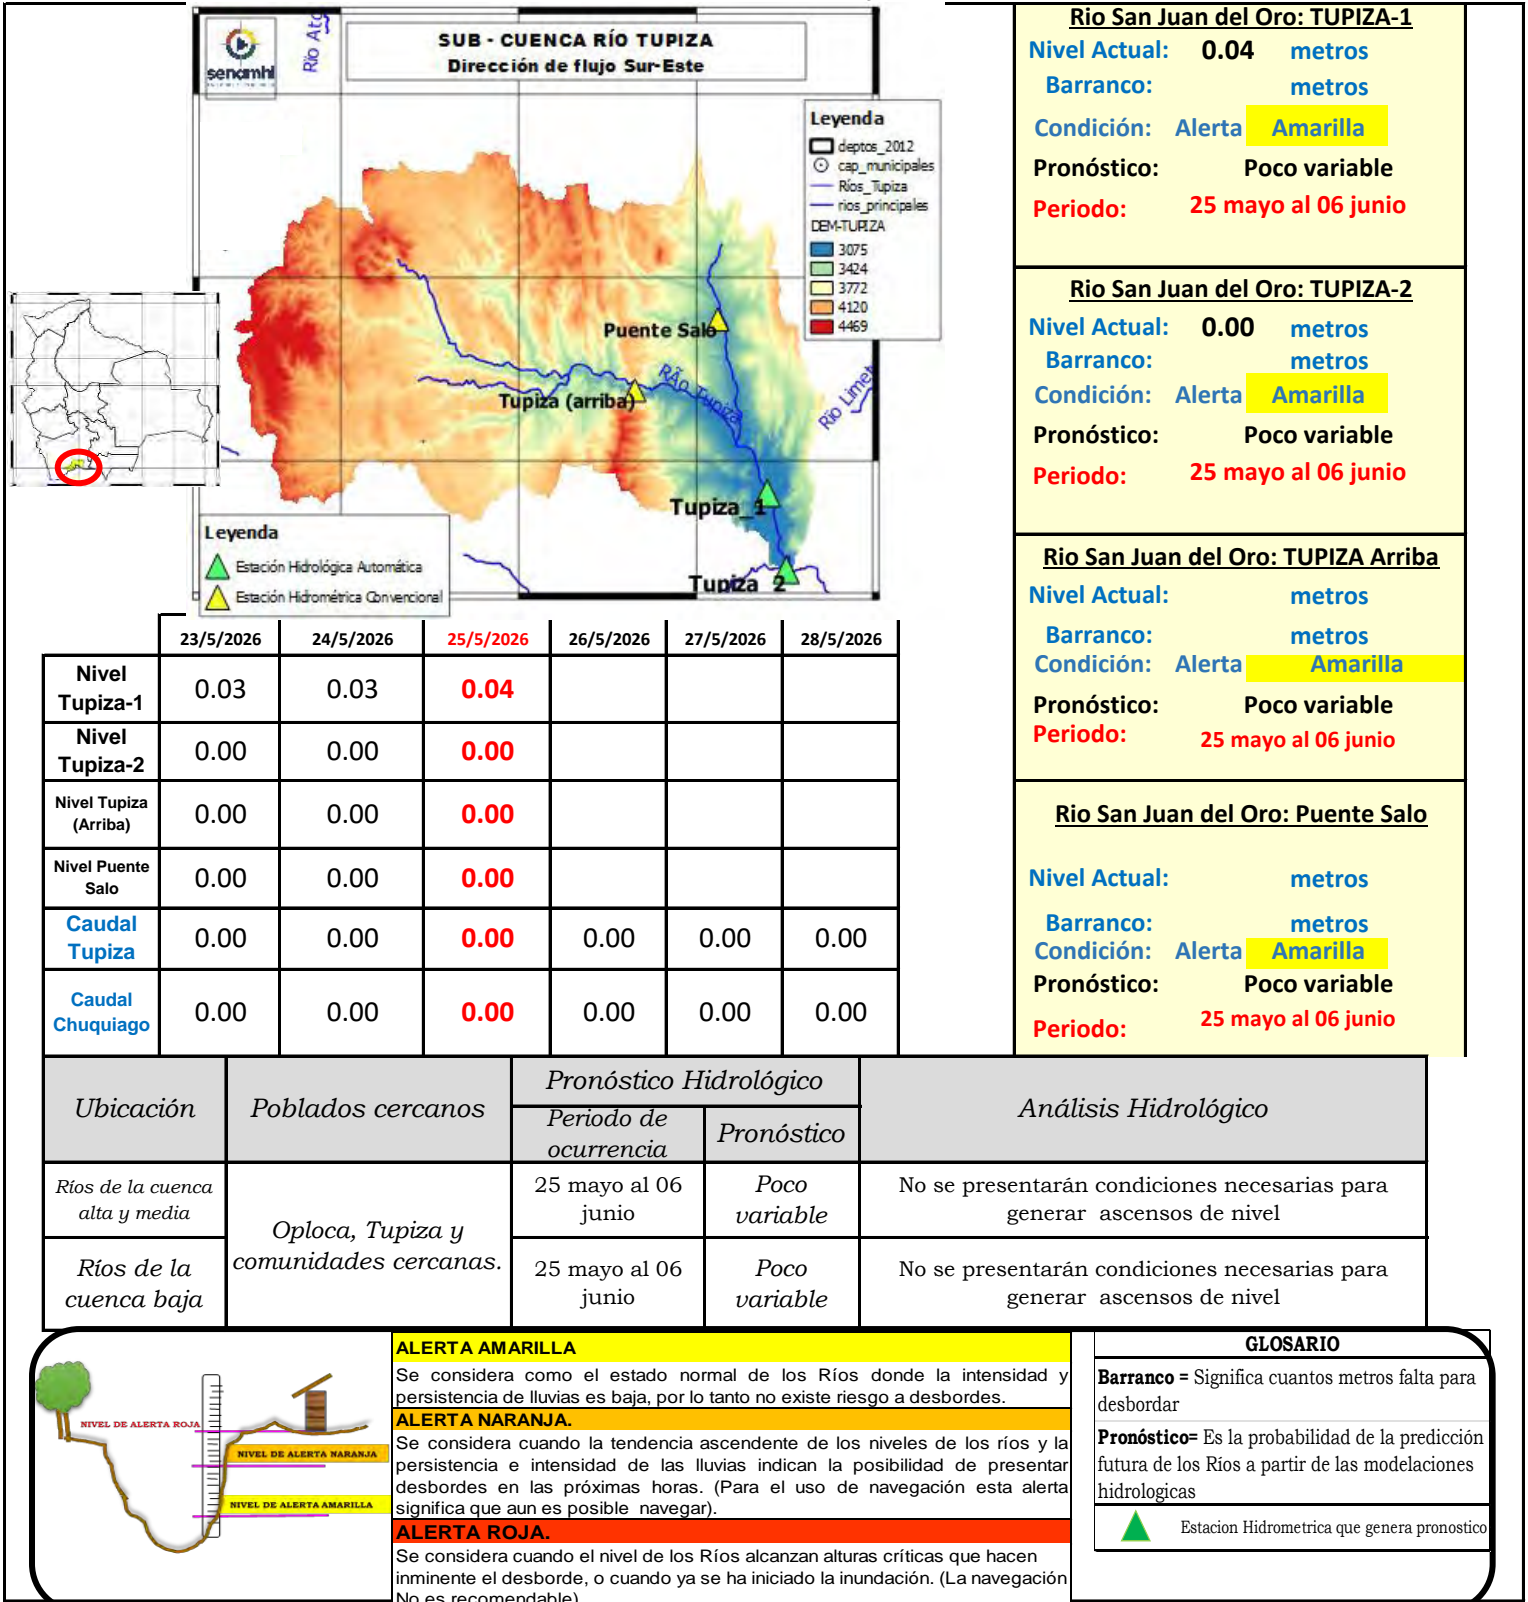 senamhi
Río Ato
SUB - CUENCA RÍO TUPIZA
Dirección de flujo Sur-Este
Leyenda
deptos_2012
cap_municipales
Ríos_Tupiza
rios_principales
DEM-TUPIZA
3075
3424
3772
4120
4469
Puente Salo
Tupiza (arriba)
RÃo Tupiza
Río Limet
Tupiza_1
Tupiza_2
Leyenda
Estación Hidrológica Automática
Estación Hidrométrica Convencional
Rio San Juan del Oro: TUPIZA-1
Nivel Actual: 0.04 metros
Barranco: metros
Condición: Alerta Amarilla
Pronóstico: Poco variable
Periodo: 25 mayo al 06 junio
Rio San Juan del Oro: TUPIZA-2
Nivel Actual: 0.00 metros
Barranco: metros
Condición: Alerta Amarilla
Pronóstico: Poco variable
Periodo: 25 mayo al 06 junio
Rio San Juan del Oro: TUPIZA Arriba
Nivel Actual: metros
Barranco: metros
Condición: Alerta Amarilla
Pronóstico: Poco variable
Periodo: 25 mayo al 06 junio
Rio San Juan del Oro: Puente Salo
Nivel Actual: metros
Barranco: metros
Condición: Alerta Amarilla
Pronóstico: Poco variable
Periodo: 25 mayo al 06 junio
23/5/2026 24/5/2026 25/5/2026 26/5/2026 27/5/2026 28/5/2026
Nivel
Tupiza-1
0.03 0.03 0.04
Nivel
Tupiza-2
0.00 0.00 0.00
Nivel Tupiza
(Arriba)
0.00 0.00 0.00
Nivel Puente
Salo
0.00 0.00 0.00
Caudal
Tupiza
0.00 0.00 0.00 0.00 0.00 0.00
Caudal
Chuquiago
0.00 0.00 0.00 0.00 0.00 0.00
Ubicación
Poblados cercanos
Pronóstico Hidrológico
Periodo de
ocurrencia
Pronóstico
Análisis Hidrológico
Ríos de la cuenca
alta y media
Oploca, Tupiza y
comunidades cercanas.
25 mayo al 06
junio
Poco
variable
No se presentarán condiciones necesarias para
generar ascensos de nivel
Ríos de la
cuenca baja
25 mayo al 06
junio
Poco
variable
No se presentarán condiciones necesarias para
generar ascensos de nivel
NIVEL DE ALERTA ROJA
NIVEL DE ALERTA NARANJA
NIVEL DE ALERTA AMARILLA
ALERTA AMARILLA
Se considera como el estado normal de los Ríos donde la intensidad y
persistencia de lluvias es baja, por lo tanto no existe riesgo a desbordes.
ALERTA NARANJA.
Se considera cuando la tendencia ascendente de los niveles de los ríos y la
persistencia e intensidad de las lluvias indican la posibilidad de presentar
desbordes en las próximas horas. (Para el uso de navegación esta alerta
significa que aun es posible navegar).
ALERTA ROJA.
Se considera cuando el nivel de los Ríos alcanzan alturas críticas que hacen
inminente el desborde, o cuando ya se ha iniciado la inundación. (La navegación
No es recomendable)
GLOSARIO
Barranco = Significa cuantos metros falta para
desbordar
Pronóstico= Es la probabilidad de la predicción
futura de los Ríos a partir de las modelaciones
hidrologicas
Estacion Hidrometrica que genera pronostico